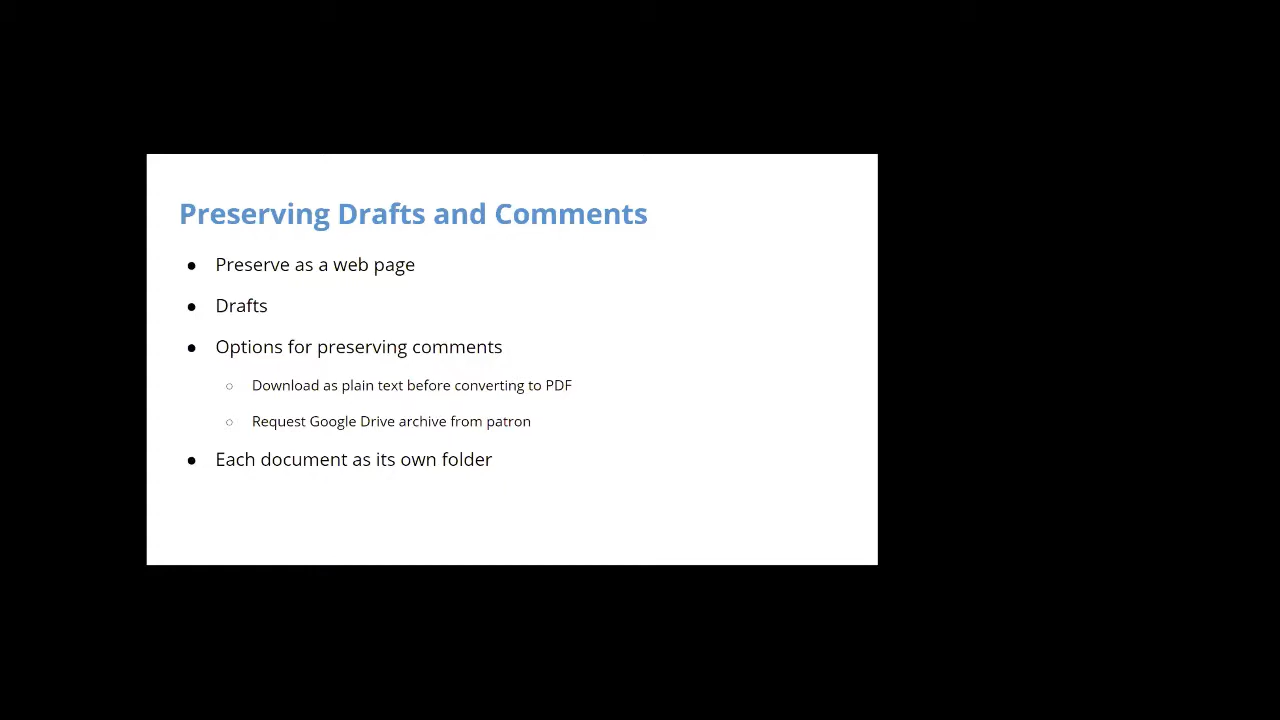 Preserving Drafts and Comments
● Preserve as a web page
● Drafts
● Options for preserving comments
○ Download as plain text before converting to PDF
○ Request Google Drive archive from patron
● Each document as its own folder